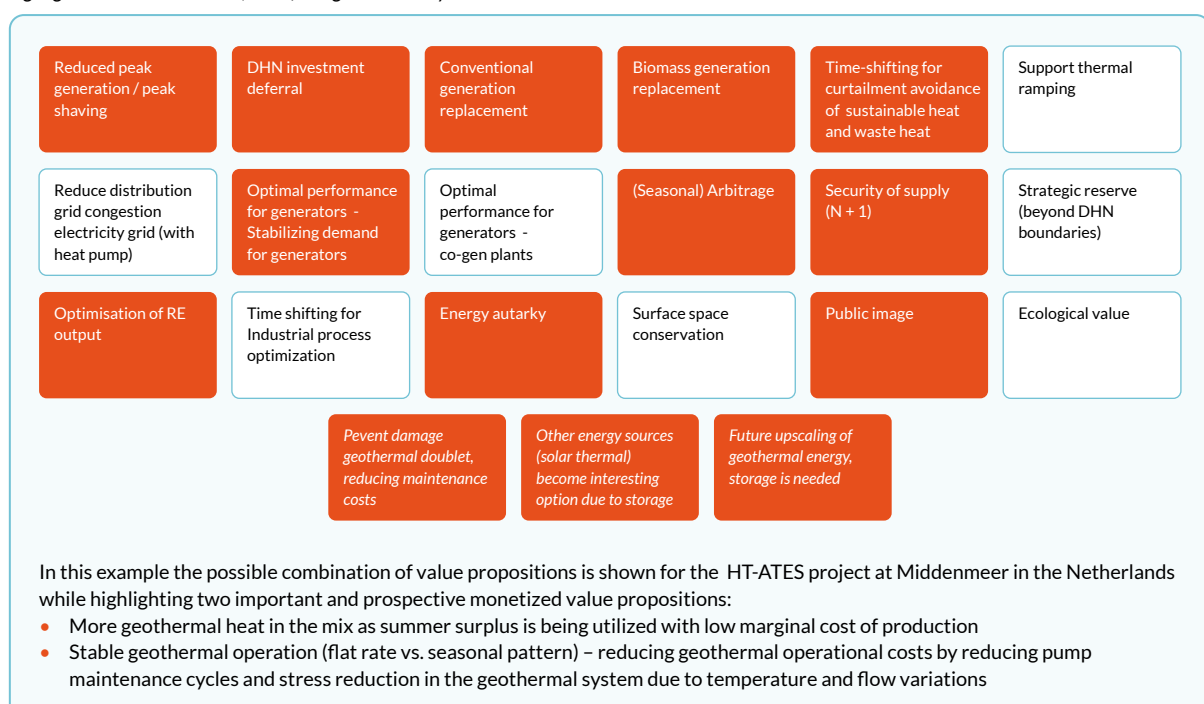 Reduced peak
generation / peak
shaving
DHN investment
deferral
Conventional
generation
replacement
Biomass generation
replacement
Time-shifting for
curtailment avoidance
of sustainable heat
and waste heat
Support thermal
ramping
Reduce distribution
grid congestion
electricity grid (with
heat pump)
Optimal performance
for generators -
Stabilizing demand
for generators
Optimal
performance for
generators -
co-gen plants
(Seasonal) Arbitrage
Security of supply
(N + 1)
Strategic reserve
(beyond DHN
boundaries)
Optimisation of RE
output
Time shifting for
Industrial process
optimization
Energy autarky
Surface space
conservation
Public image
Ecological value
Pevent damage
geothermal doublet,
reducing maintenance
costs
Other energy sources
(solar thermal)
become interesting
option due to storage
Future upscaling of
geothermal energy,
storage is needed
In this example the possible combination of value propositions is shown for the HT-ATES project at Middenmeer in the Netherlands
while highlighting two important and prospective monetized value propositions:
• More geothermal heat in the mix as summer surplus is being utilized with low marginal cost of production
• Stable geothermal operation (flat rate vs. seasonal pattern) – reducing geothermal operational costs by reducing pump
maintenance cycles and stress reduction in the geothermal system due to temperature and flow variations